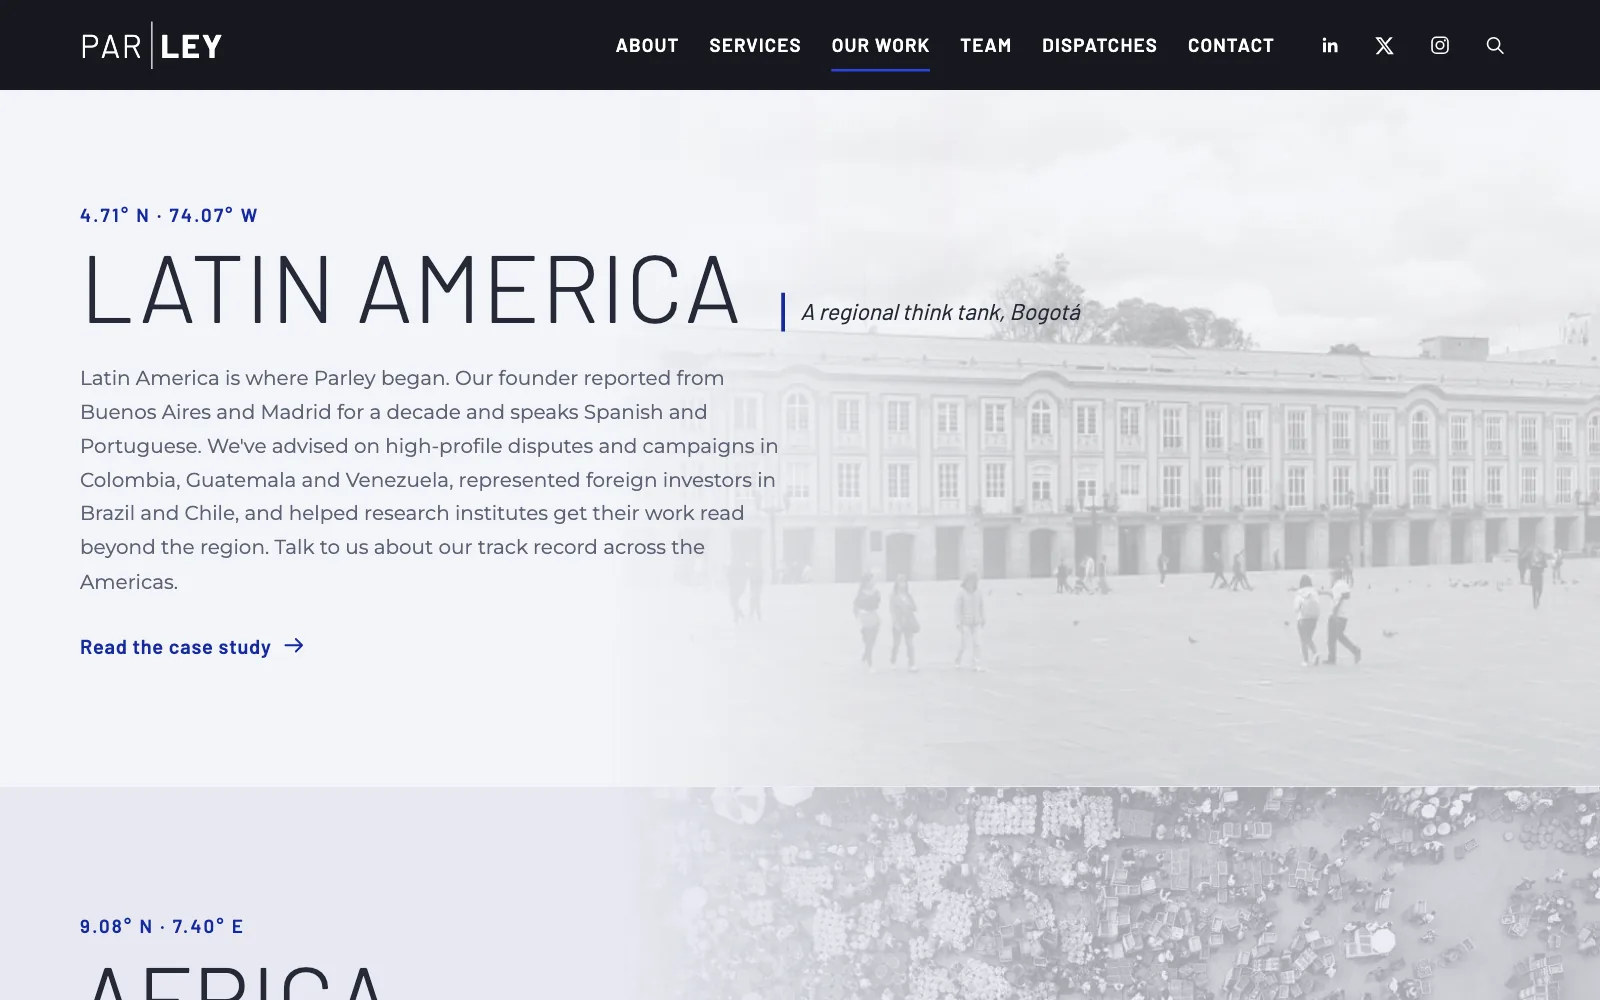 PAR|LEY
ABOUT SERVICES OUR WORK TEAM DISPATCHES CONTACT in X
4.71° N · 74.07° W
LATIN AMERICA
A regional think tank, Bogotá
Latin America is where Parley began. Our founder reported from
Buenos Aires and Madrid for a decade and speaks Spanish and
Portuguese. We've advised on high-profile disputes and campaigns in
Colombia, Guatemala and Venezuela, represented foreign investors in
Brazil and Chile, and helped research institutes get their work read
beyond the region. Talk to us about our track record across the
Americas.
Read the case study →
9.08° N · 7.40° E
AFRICA